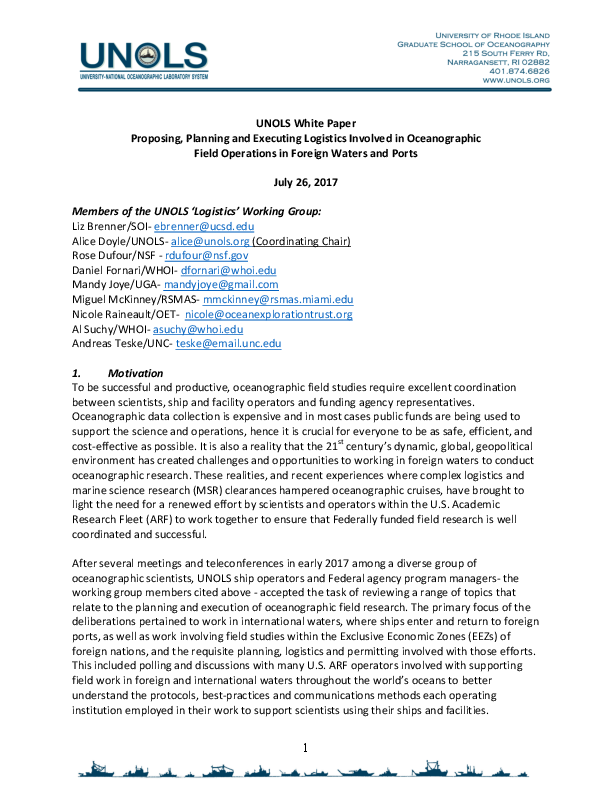 UNOLS
UNIVERSITY-NATIONAL OCEANOGRAPHIC LABORATORY SYSTEM
UNIVERSITY OF RHODE ISLAND
GRADUATE SCHOOL OF OCEANOGRAPHY
215 SOUTH FERRY RD,
NARRAGANSETT, RI 02882
401.874.6826
WWW.UNOLS.ORG
UNOLS White Paper
Proposing, Planning and Executing Logistics Involved in Oceanographic
Field Operations in Foreign Waters and Ports
July 26, 2017
Members of the UNOLS ‘Logistics’ Working Group:
Liz Brenner/SOI- ebrenner@ucsd.edu
Alice Doyle/UNOLS- alice@unols.org (Coordinating Chair)
Rose Dufour/NSF - rdufour@nsf.gov
Daniel Fornari/WHOI- dfornari@whoi.edu
Mandy Joye/UGA- mandyjoye@gmail.com
Miguel McKinney/RSMAS- mmckinney@rsmas.miami.edu
Nicole Raineault/OET- nicole@oceanexplorationtrust.org
Al Suchy/WHOI- asuchy@whoi.edu
Andreas Teske/UNC- teske@email.unc.edu
1. Motivation
To be successful and productive, oceanographic field studies require excellent coordination
between scientists, ship and facility operators and funding agency representatives.
Oceanographic data collection is expensive and in most cases public funds are being used to
support the science and operations, hence it is crucial for everyone to be as safe, efficient, and
cost-effective as possible. It is also a reality that the 21st century’s dynamic, global, geopolitical
environment has created challenges and opportunities to working in foreign waters to conduct
oceanographic research. These realities, and recent experiences where complex logistics and
marine science research (MSR) clearances hampered oceanographic cruises, have brought to
light the need for a renewed effort by scientists and operators within the U.S. Academic
Research Fleet (ARF) to work together to ensure that Federally funded field research is well
coordinated and successful.
After several meetings and teleconferences in early 2017 among a diverse group of
oceanographic scientists, UNOLS ship operators and Federal agency program managers- the
working group members cited above - accepted the task of reviewing a range of topics that
relate to the planning and execution of oceanographic field research. The primary focus of the
deliberations pertained to work in international waters, where ships enter and return to foreign
ports, as well as work involving field studies within the Exclusive Economic Zones (EEZs) of
foreign nations, and the requisite planning, logistics and permitting involved with those efforts.
This included polling and discussions with many U.S. ARF operators involved with supporting
field work in foreign and international waters throughout the world’s oceans to better
understand the protocols, best-practices and communications methods each operating
institution employed in their work to support scientists using their ships and facilities.
1